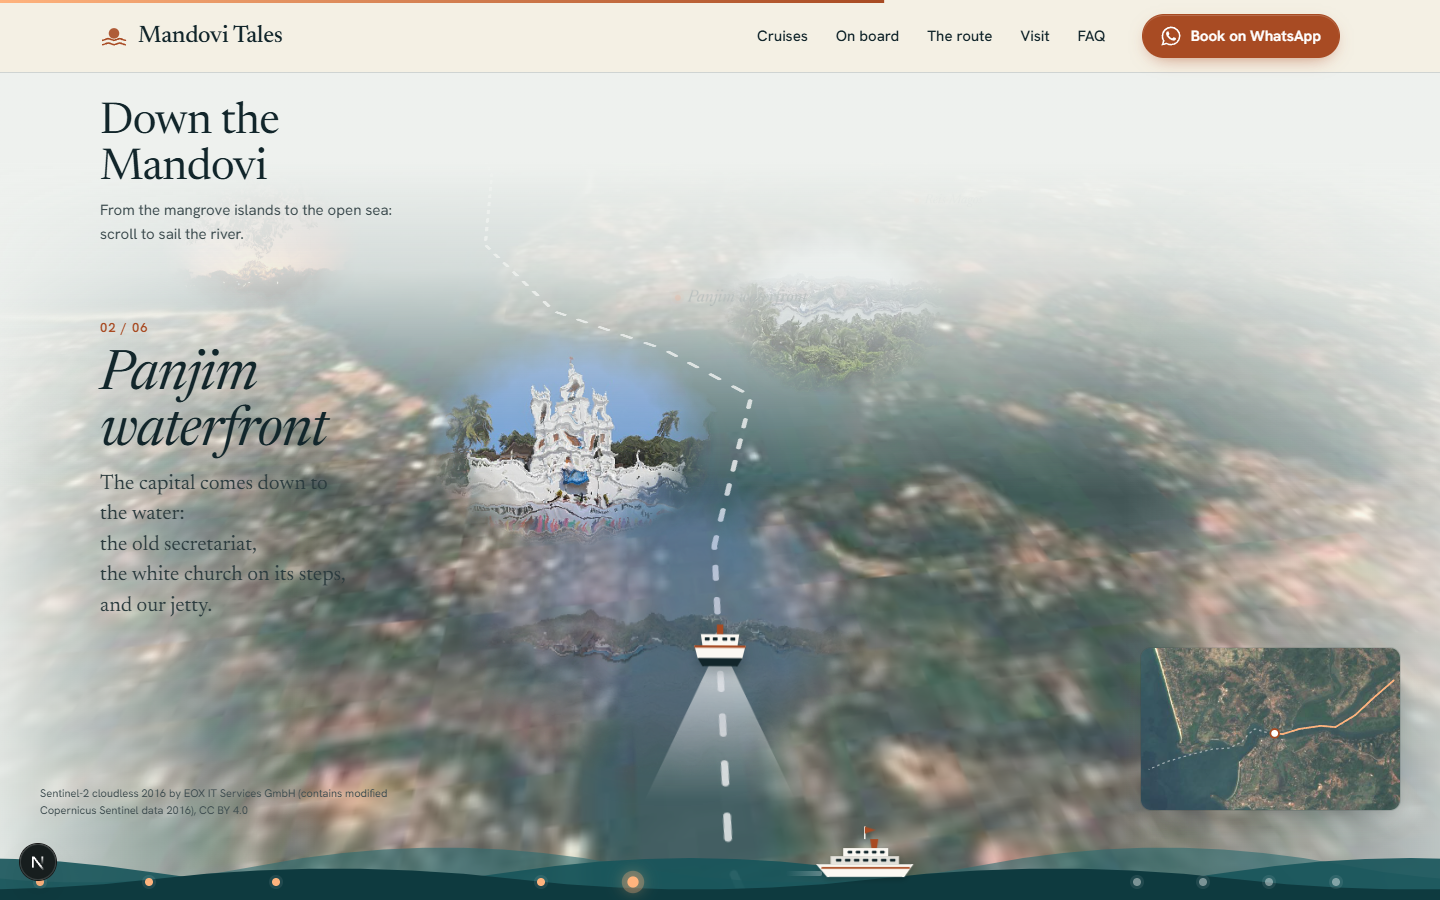 Mandovi Tales
Cruises
On board
The route
Visit
FAQ
Book on WhatsApp
Down the
Mandovi
From the mangrove islands to the open sea:
scroll to sail the river.
Panjim waterfront
02 / 06
Panjim
waterfront
The capital comes down to
the water:
the old secretariat,
the white church on its steps,
and our jetty.
Sentinel-2 cloudless 2016 by EOX IT Services GmbH (contains modified
Copernicus Sentinel data 2016), CC BY 4.0
N